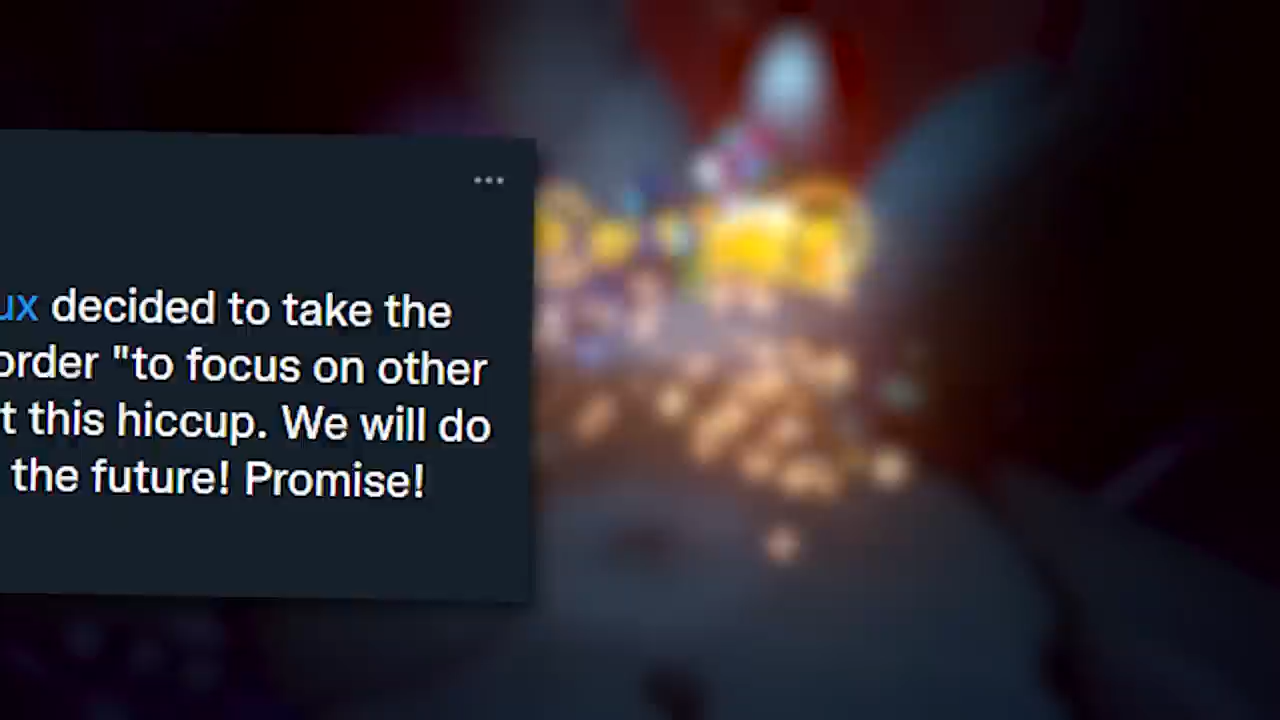 ux decided to take the
order "to focus on other
t this hiccup. We will do
the future! Promise!